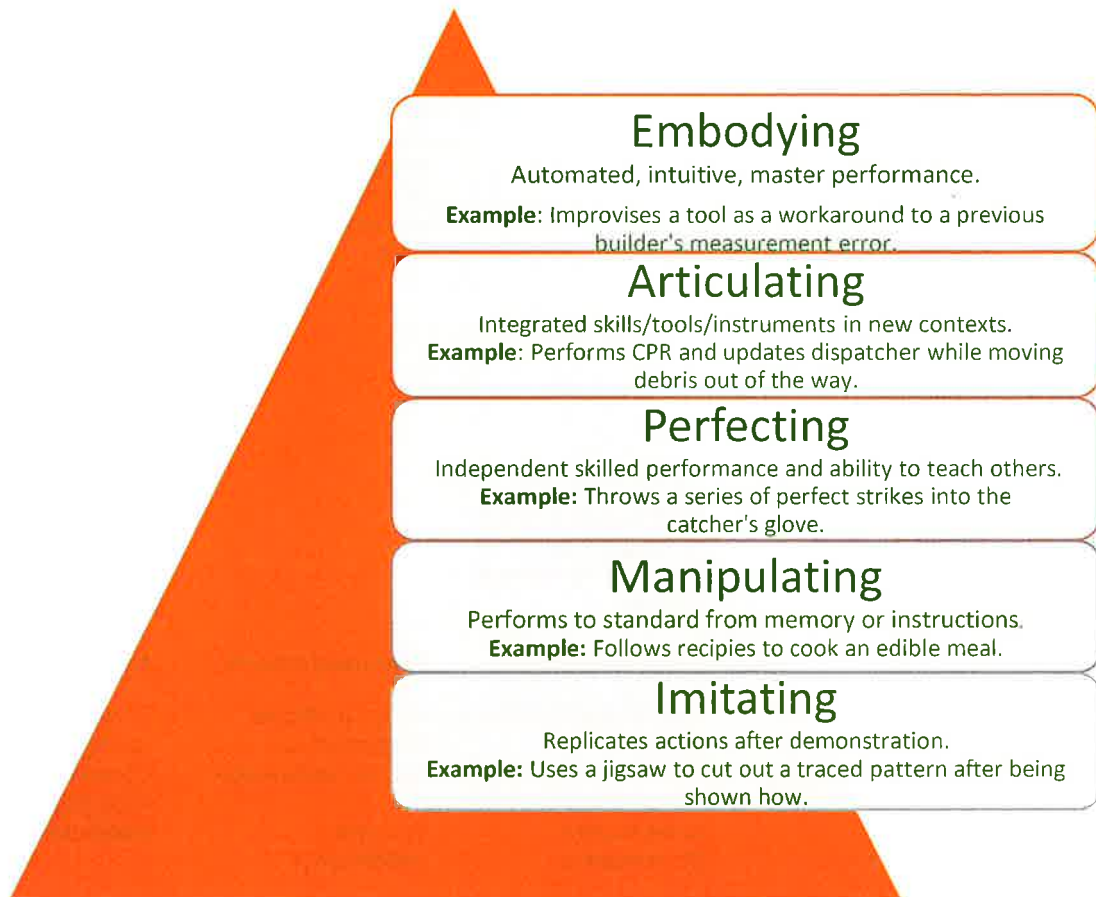 Embodying
Automated, intuitive, master performance.
Example: Improvises a tool as a workaround to a previous
builder's measurement error.
Articulating
Integrated skills/tools/instruments in new contexts.
Example: Performs CPR and updates dispatcher while moving
debris out of the way.
Perfecting
Independent skilled performance and ability to teach others.
Example: Throws a series of perfect strikes into the
catcher's glove.
Manipulating
Performs to standard from memory or instructions.
Example: Follows recipies to cook an edible meal.
Imitating
Replicates actions after demonstration.
Example: Uses a jigsaw to cut out a traced pattern after being
shown how.